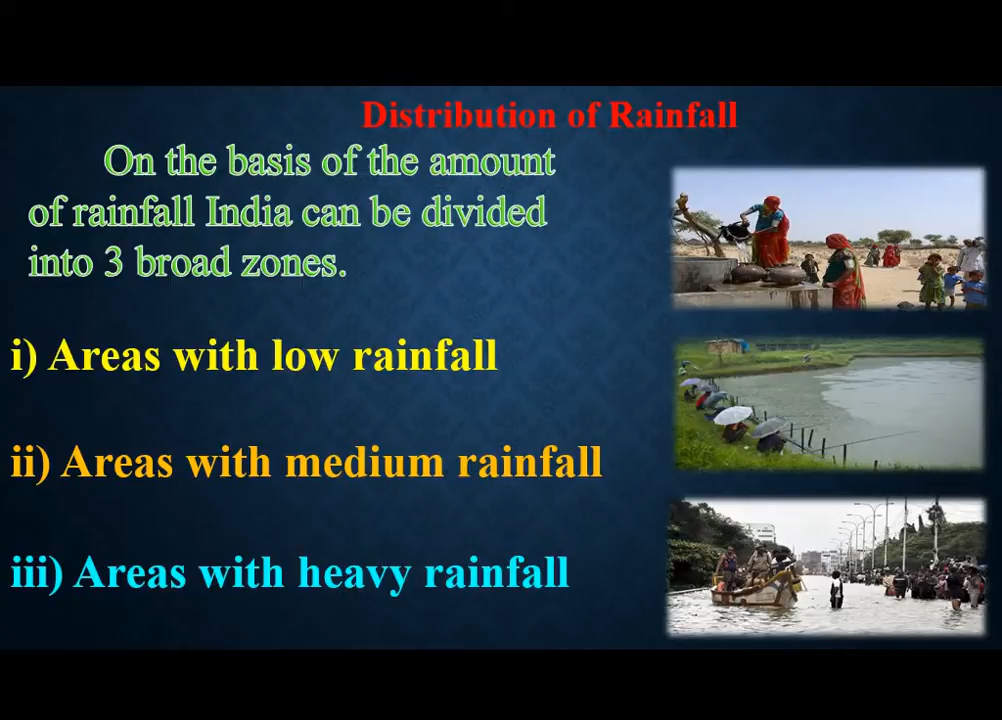 Distribution of Rainfall
On the basis of the amount
of rainfall India can be divided
into 3 broad zones.
i) Areas with low rainfall
ii) Areas with medium rainfall
iii) Areas with heavy rainfall